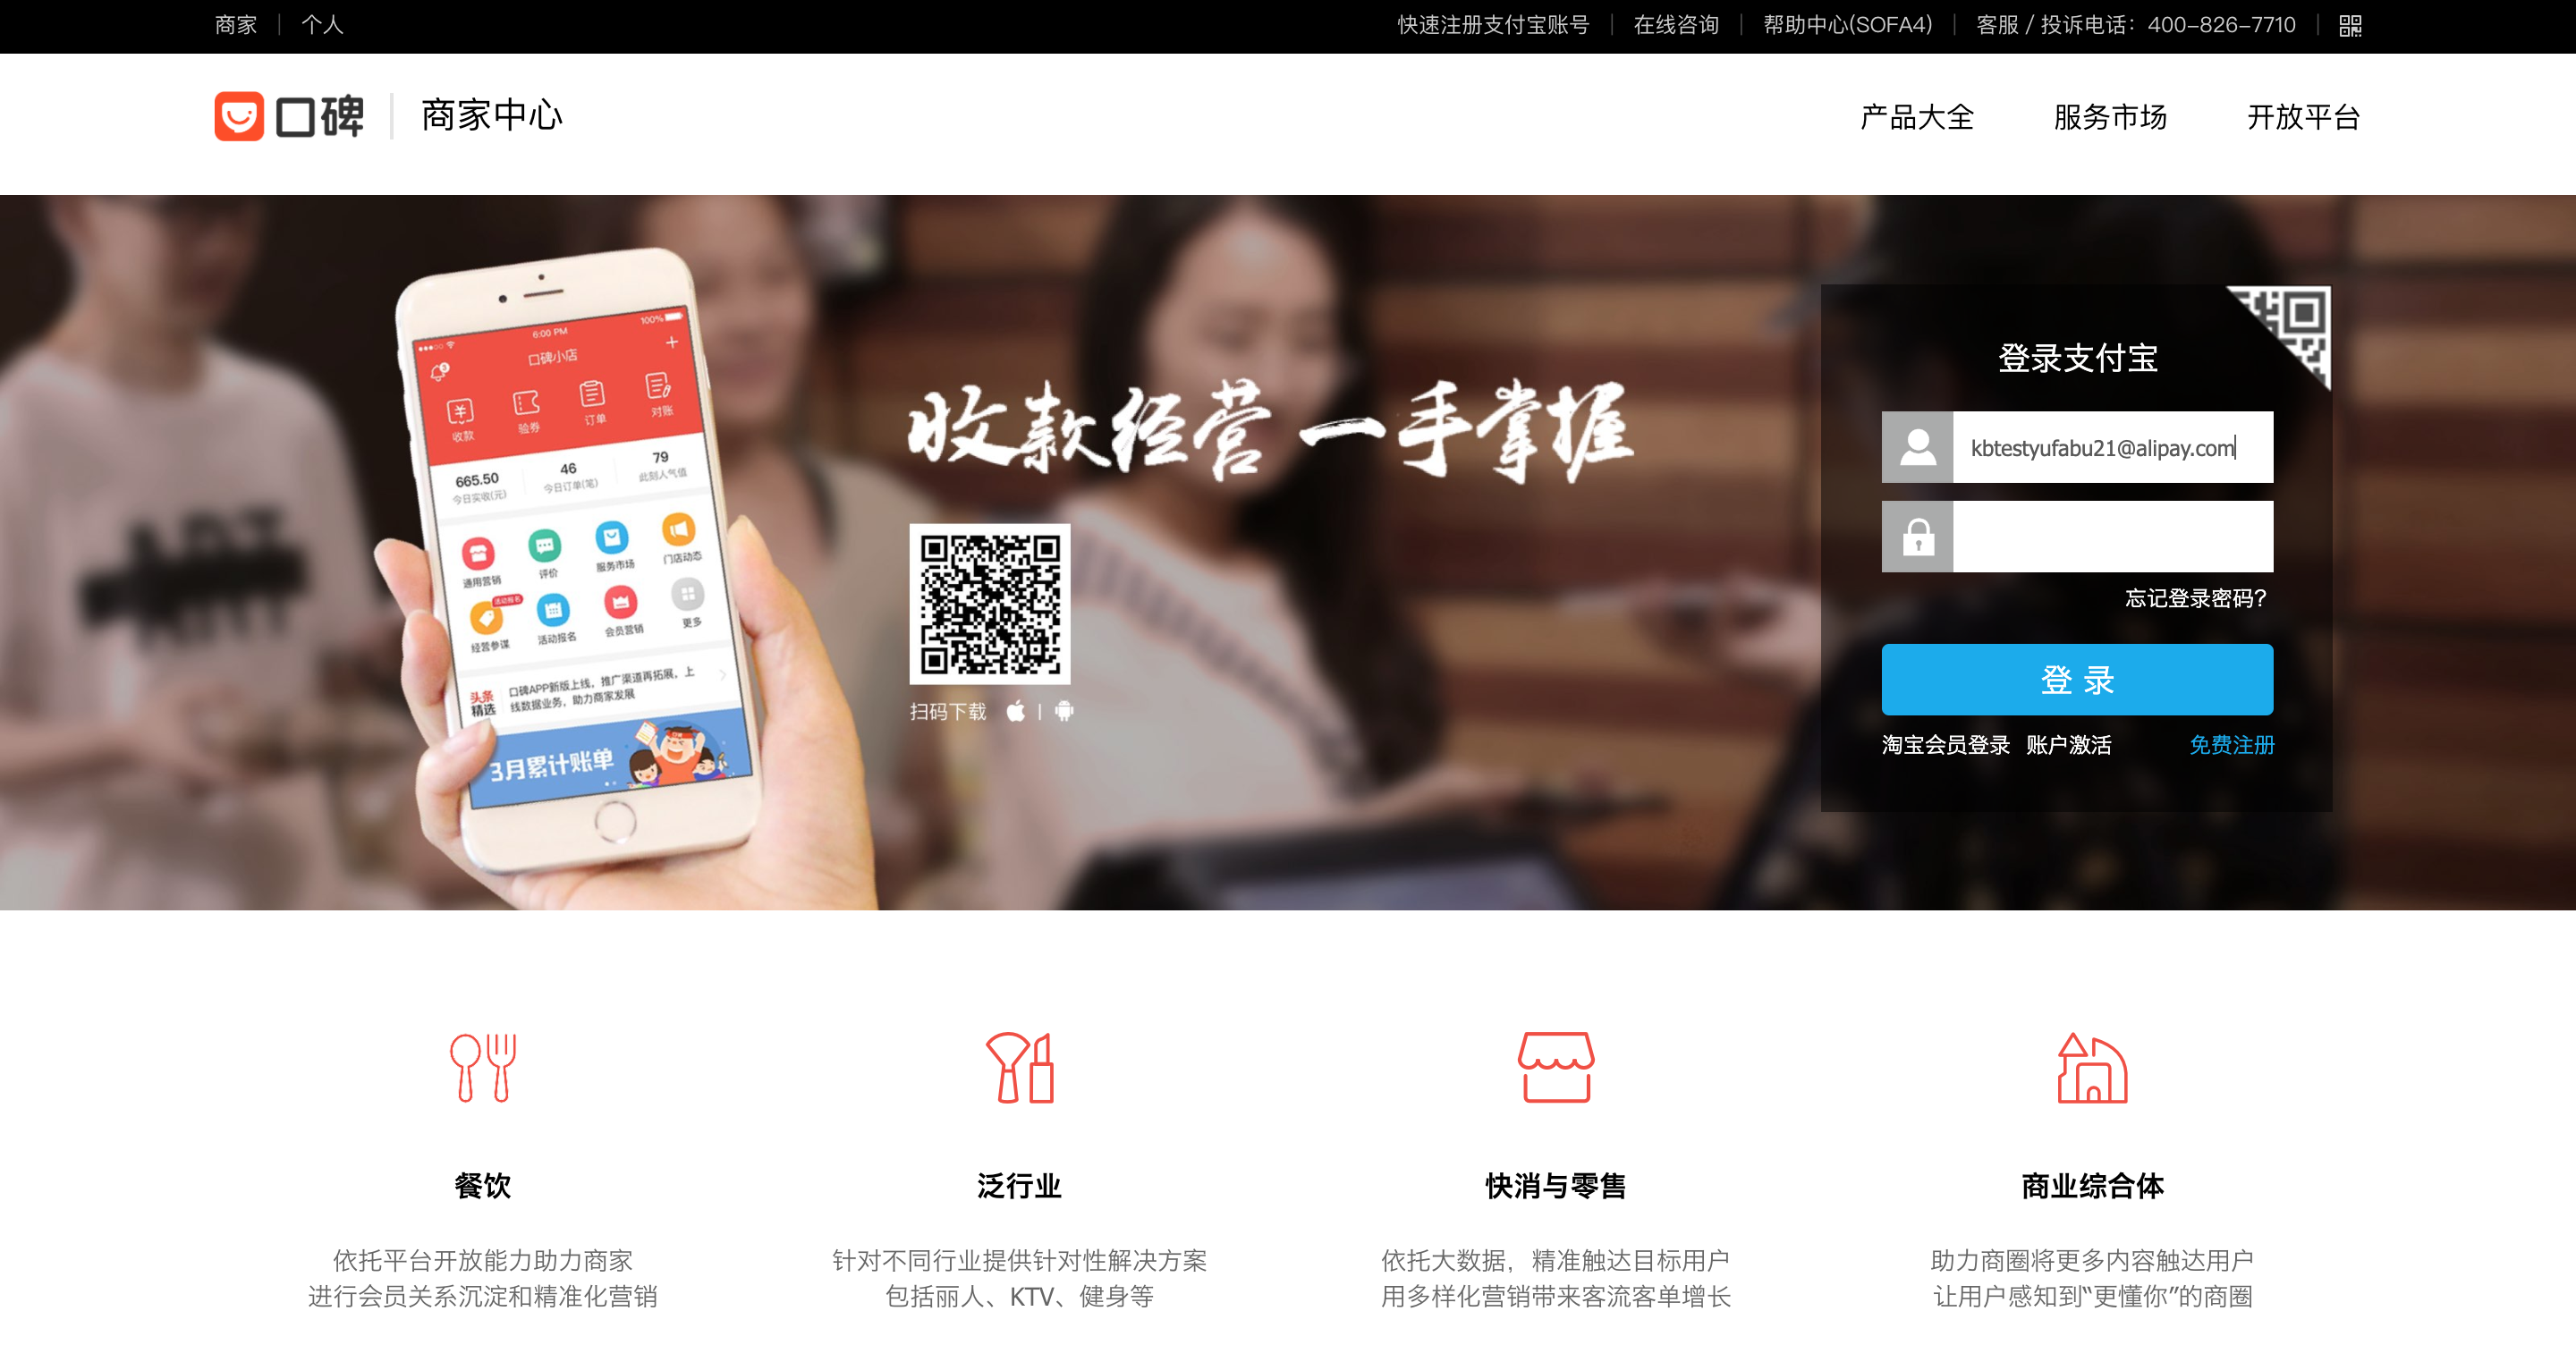 商家
个人
快速注册支付宝账号
在线咨询
帮助中心(SOFA4)
客服 / 投诉电话：400-826-7710
口碑
商家中心
产品大全
服务市场
开放平台
6:00 PM
100%
口碑小店
3
收款
验券
订单
对账
665.50
46
79
今日实收(元)
今日订单(笔)
此刻人气值
通用营销
评价
服务市场
门店动态
活动报名
经营参谋
活动报名
会员营销
更多
头条
精选
口碑APP新版上线，推广渠道再拓展，上
线数据业务，助力商家发展
3月累计账单
收款经营 一手掌握
扫码下载
登录支付宝
kbtestyufabu21@alipay.com
忘记登录密码?
登 录
淘宝会员登录 账户激活 免费注册
餐饮
依托平台开放能力助力商家
进行会员关系沉淀和精准化营销
泛行业
针对不同行业提供针对性解决方案
包括丽人、KTV、健身等
快消与零售
依托大数据，精准触达目标用户
用多样化营销带来客流客单增长
商业综合体
助力商圈将更多内容触达用户
让用户感知到“更懂你”的商圈